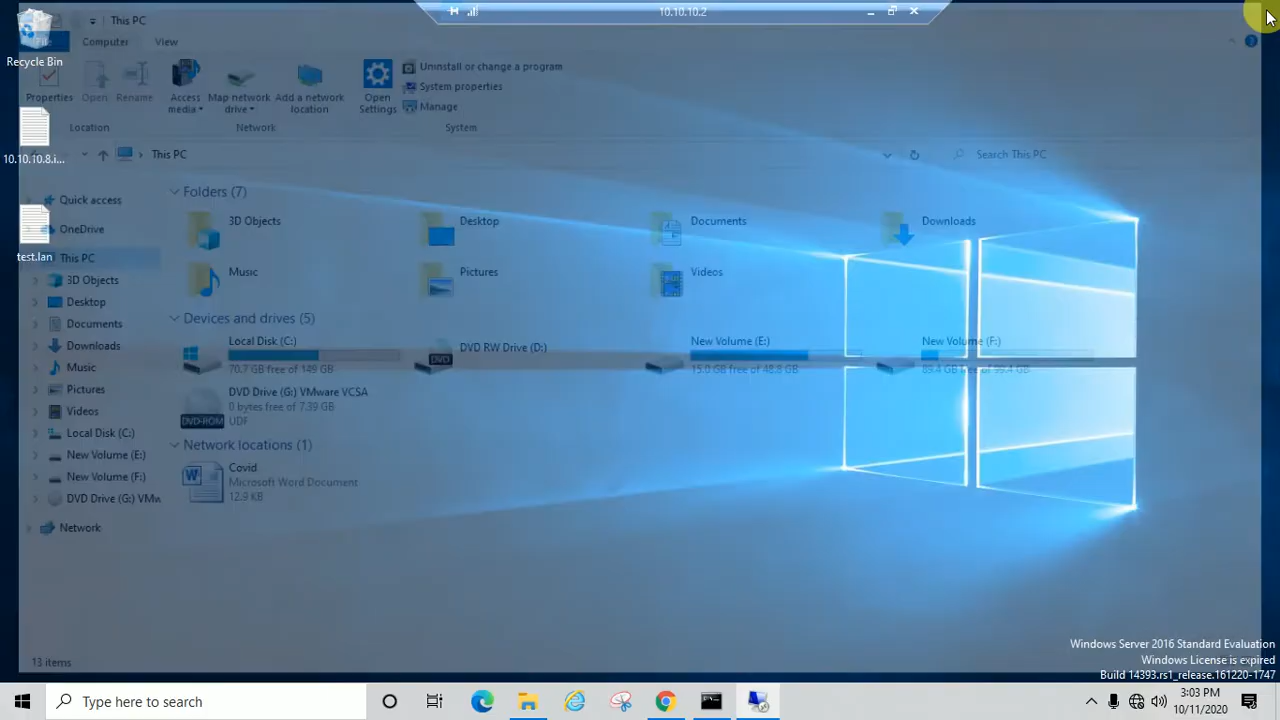 10.10.10.2
This PC
File
Computer
View
Recycle Bin
Properties
Open
Rename
Access media
Map network drive
Add a network location
Open Settings
Uninstall or change a program
System properties
Manage
Location
Network
System
10.10.10.8.i...
This PC
Search This PC
Quick access
OneDrive
test.lan
This PC
3D Objects
Desktop
Documents
Downloads
Music
Pictures
Videos
Local Disk (C:)
New Volume (E:)
New Volume (F:)
DVD Drive (G:) VMw
Network
Folders (7)
3D Objects
Desktop
Documents
Downloads
Music
Pictures
Videos
Devices and drives (5)
Local Disk (C:)
70.7 GB free of 149 GB
DVD RW Drive (D:)
DVD
New Volume (E:)
15.0 GB free of 48.8 GB
New Volume (F:)
89.4 GB free of 99.4 GB
DVD Drive (G:) VMware VCSA
0 bytes free of 7.39 GB
UDF
DVD-ROM
Network locations (1)
Covid
Microsoft Word Document
12.9 KB
13 items
Windows Server 2016 Standard Evaluation
Windows License is expired
Build 14393.rs1_release.161220-1747
Type here to search
3:03 PM
10/11/2020